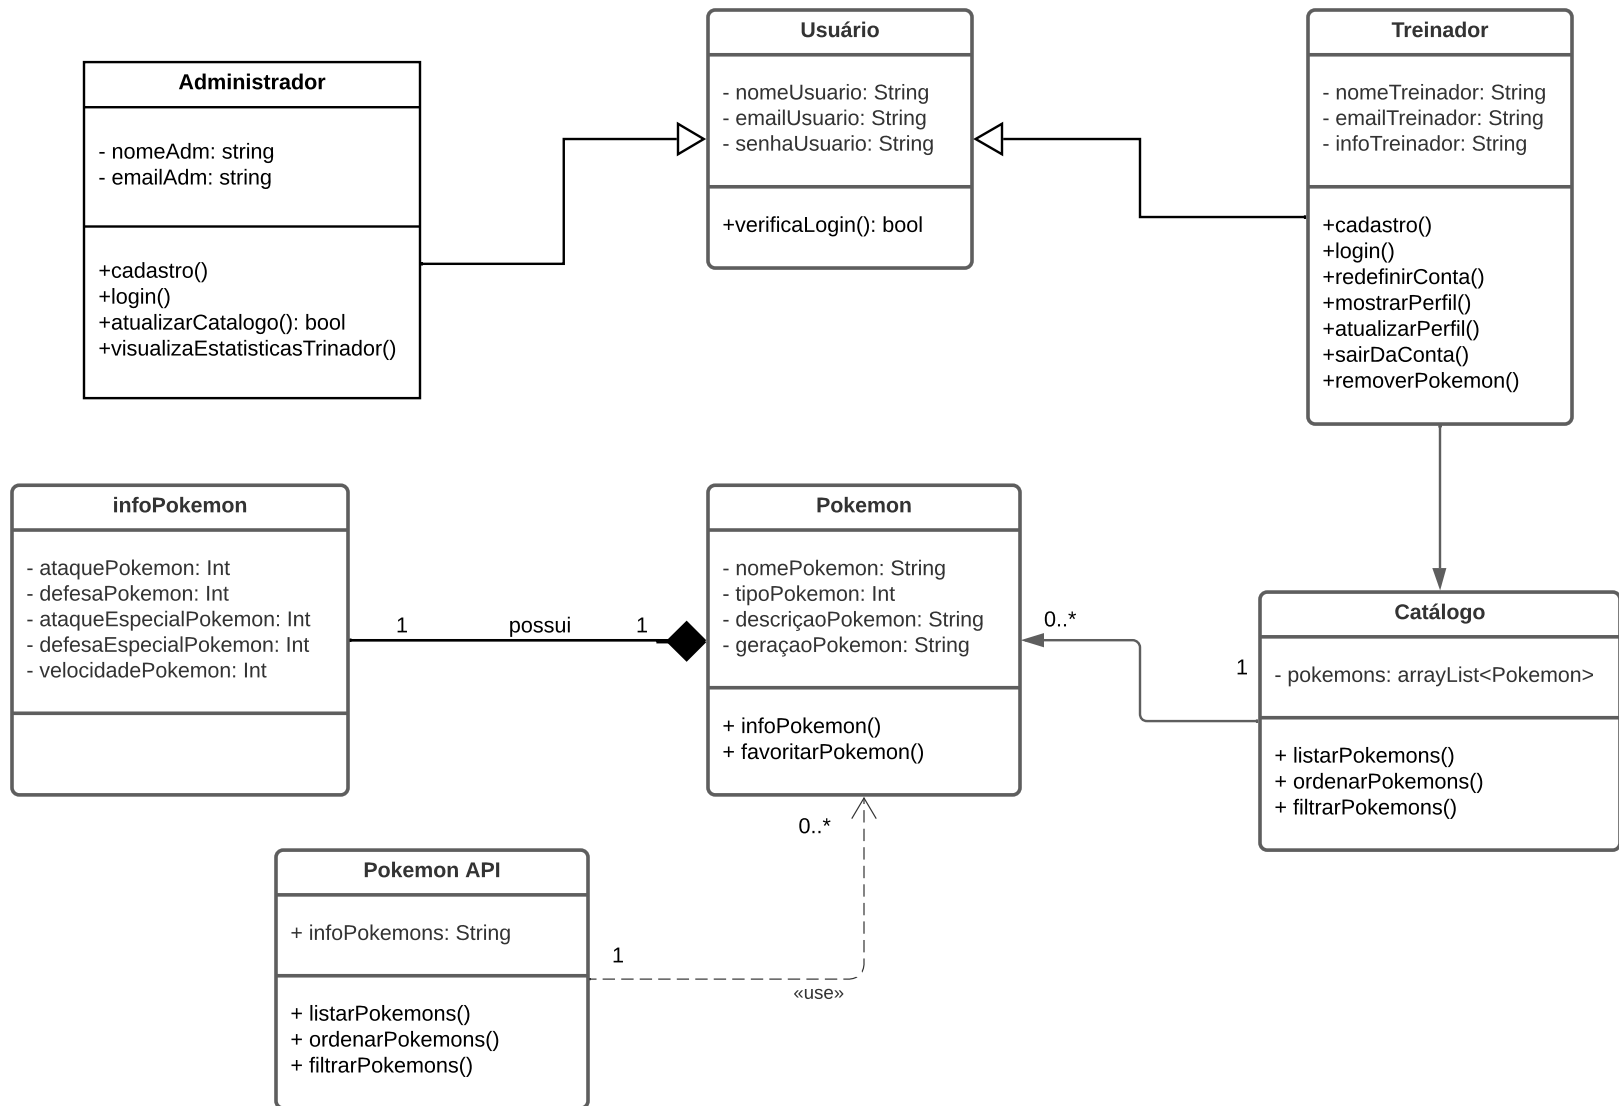 Administrador
- nomeAdm: string
- emailAdm: string
+cadastro()
+login()
+atualizarCatalogo(): bool
+visualizaEstatisticasTrinador()
Usuário
- nomeUsuario: String
- emailUsuario: String
- senhaUsuario: String
+verificaLogin(): bool
Treinador
- nomeTreinador: String
- emailTreinador: String
- infoTreinador: String
+cadastro()
+login()
+redefinirConta()
+mostrarPerfil()
+atualizarPerfil()
+sairDaConta()
+removerPokemon()
infoPokemon
- ataquePokemon: Int
- defesaPokemon: Int
- ataqueEspecialPokemon: Int
- defesaEspecialPokemon: Int
- velocidadePokemon: Int
1
possui
1
Pokemon
- nomePokemon: String
- tipoPokemon: Int
- descriçaoPokemon: String
- geraçaoPokemon: String
+ infoPokemon()
+ favoritarPokemon()
0..*
1
Catálogo
- pokemons: arrayList<Pokemon>
+ listarPokemons()
+ ordenarPokemons()
+ filtrarPokemons()
0..*
Pokemon API
+ infoPokemons: String
+ listarPokemons()
+ ordenarPokemons()
+ filtrarPokemons()
1
«use»